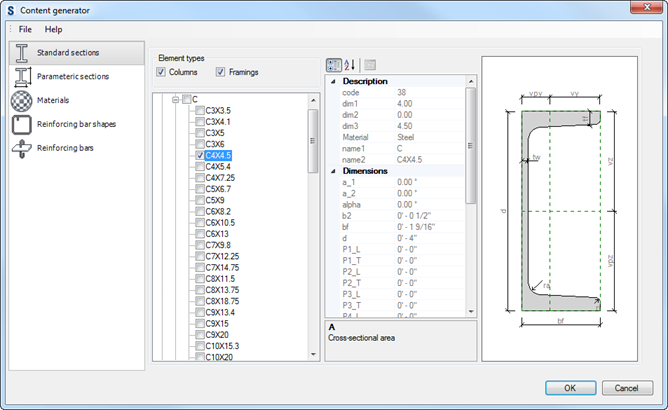 Content generator
File Help
Standard sections
Parametric sections
Materials
Reinforcing bar shapes
Reinforcing bars
Element types
Columns Framings
C
C3X3.5
C3X4.1
C3X5
C3X6
C4X4.5
C4X5.4
C4X7.25
C5X6.7
C5X9
C6X8.2
C6X10.5
C6X13
C7X9.8
C7X12.25
C7X14.75
C8X11.5
C8X13.75
C8X18.75
C9X13.4
C9X15
C9X20
C10X15.3
C10X20
Description
code 38
dim1 4.00
dim2 0.00
dim3 4.50
Material Steel
name1 C
name2 C4X4.5
Dimensions
a_1 0.00 °
a_2 0.00 °
alpha 0.00 °
b2 0' - 0 1/2"
bf 0' - 1 9/16"
d 0' - 4"
P1_L 0' - 0"
P1_T 0' - 0"
P2_L 0' - 0"
P2_T 0' - 0"
P3_L 0' - 0"
P3_T 0' - 0"
P4_L 0' - 0"
A
Cross-sectional area
vpy vy
tf
tw
vz
d
vpz
ra
bf
OK Cancel